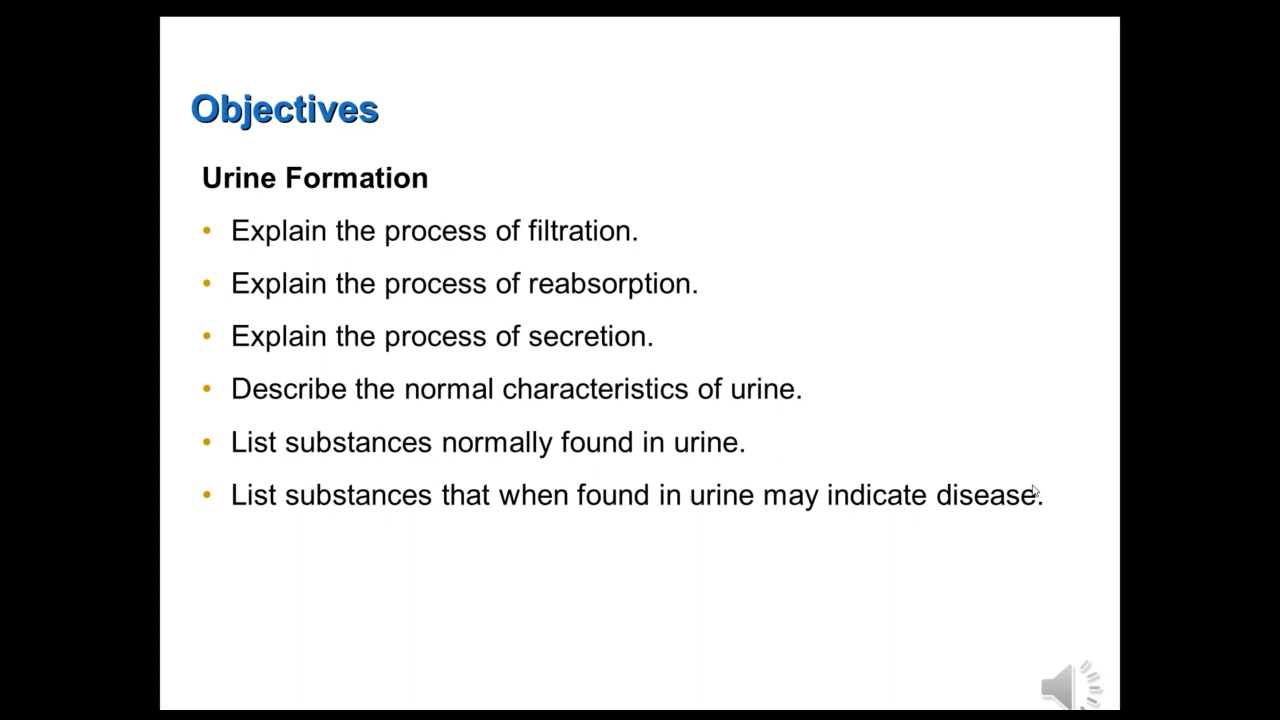 Objectives
Urine Formation
• Explain the process of filtration.
• Explain the process of reabsorption.
• Explain the process of secretion.
• Describe the normal characteristics of urine.
• List substances normally found in urine.
• List substances that when found in urine may indicate disease.